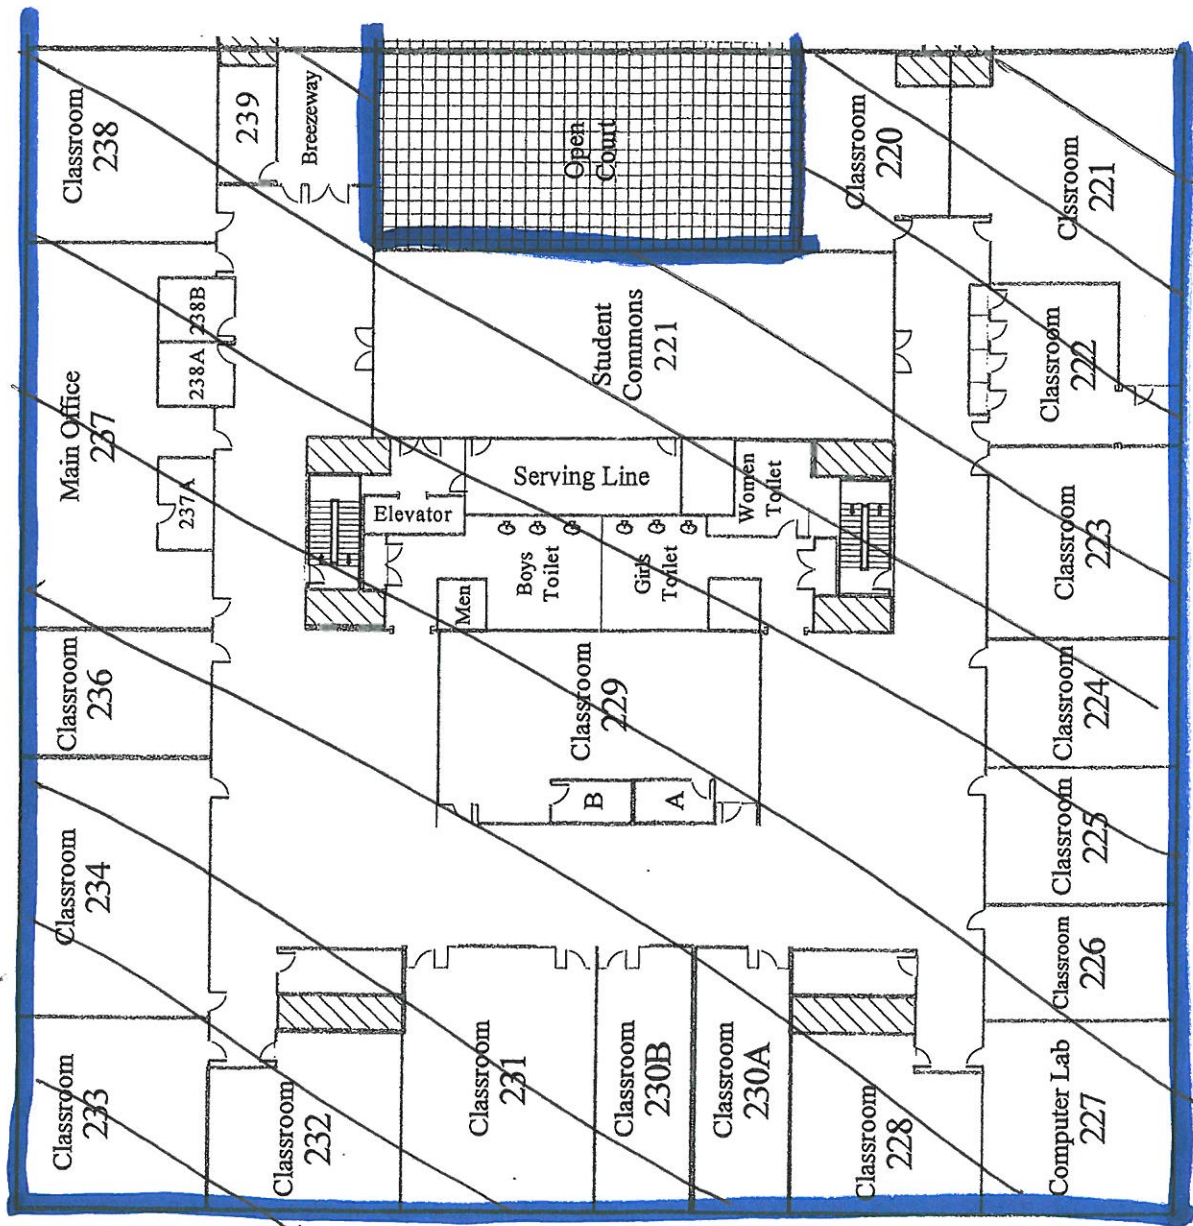 Classroom
238
239
Breezeway
Open
Court
Classroom
220
Clssroom
221
238B
238A
Main Office
237
237A
Student
Commons
221
Classroom
222
Serving Line
Women
Toilet
Elevator
Boys
Toilet
Girls
Toilet
Men
Classroom
223
Classroom
236
Classroom
229
B
A
Classroom
224
Classroom
225
Classroom
234
Classroom
226
Classroom
233
Classroom
232
Classroom
231
Classroom
230B
Classroom
230A
Classroom
228
Computer Lab
227